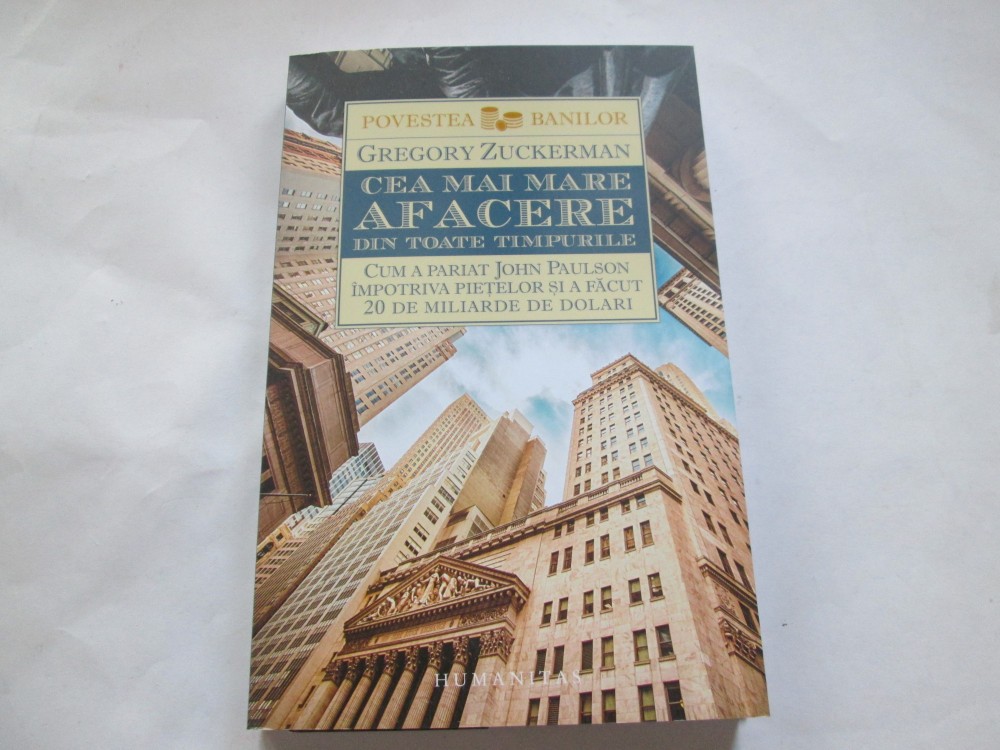 POVESTEA BANILOR
GREGORY ZUCKERMAN
CEA MAI MARE
AFACERE
DIN TOATE TIMPURILE
CUM A PARIAT JOHN PAULSON
ÎMPOTRIVA PIEȚELOR ȘI A FĂCUT
20 DE MILIARDE DE DOLARI
HUMANITAS